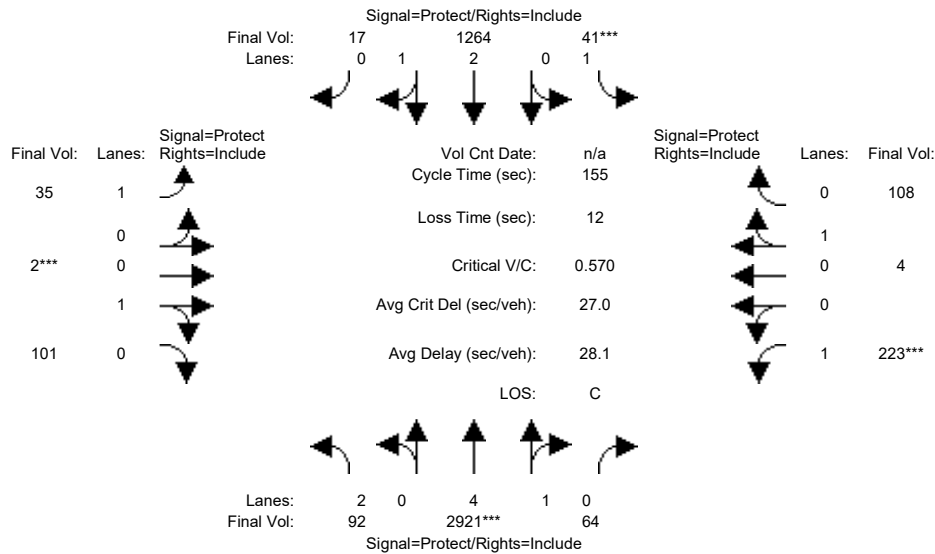 Signal=Protect/Rights=Include
Final Vol: 17 1264 41***
Lanes: 0 1 2 0 1
Signal=Protect Signal=Protect
Final Vol: Lanes: Rights=Include Vol Cnt Date: n/a Rights=Include Lanes: Final Vol:
Cycle Time (sec): 155
35 1 0 108
Loss Time (sec): 12
0 1
2*** 0 Critical V/C: 0.570 0 4
1 Avg Crit Del (sec/veh): 27.0 0
101 0 Avg Delay (sec/veh): 28.1 1 223***
LOS: C
Lanes: 2 0 4 1 0
Final Vol: 92 2921*** 64
Signal=Protect/Rights=Include